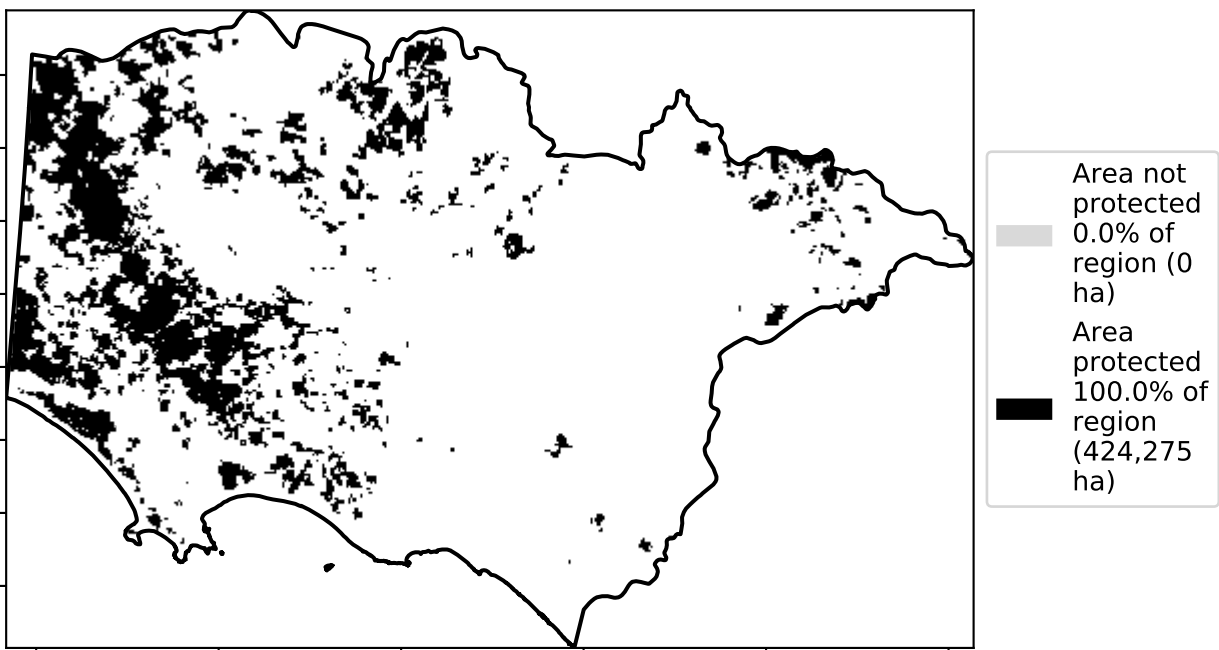 Area not
protected
0.0% of
region (0
ha)
Area
protected
100.0% of
region
(424,275
ha)